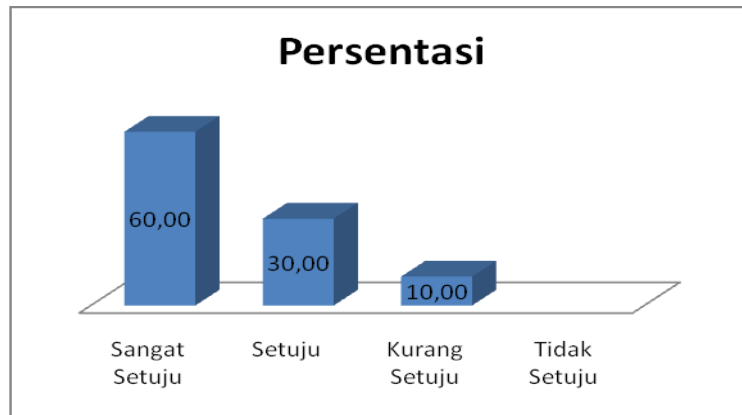 Persentasi
60,00
30,00
10,00
Sangat Setuju
Setuju
Kurang Setuju
Tidak Setuju